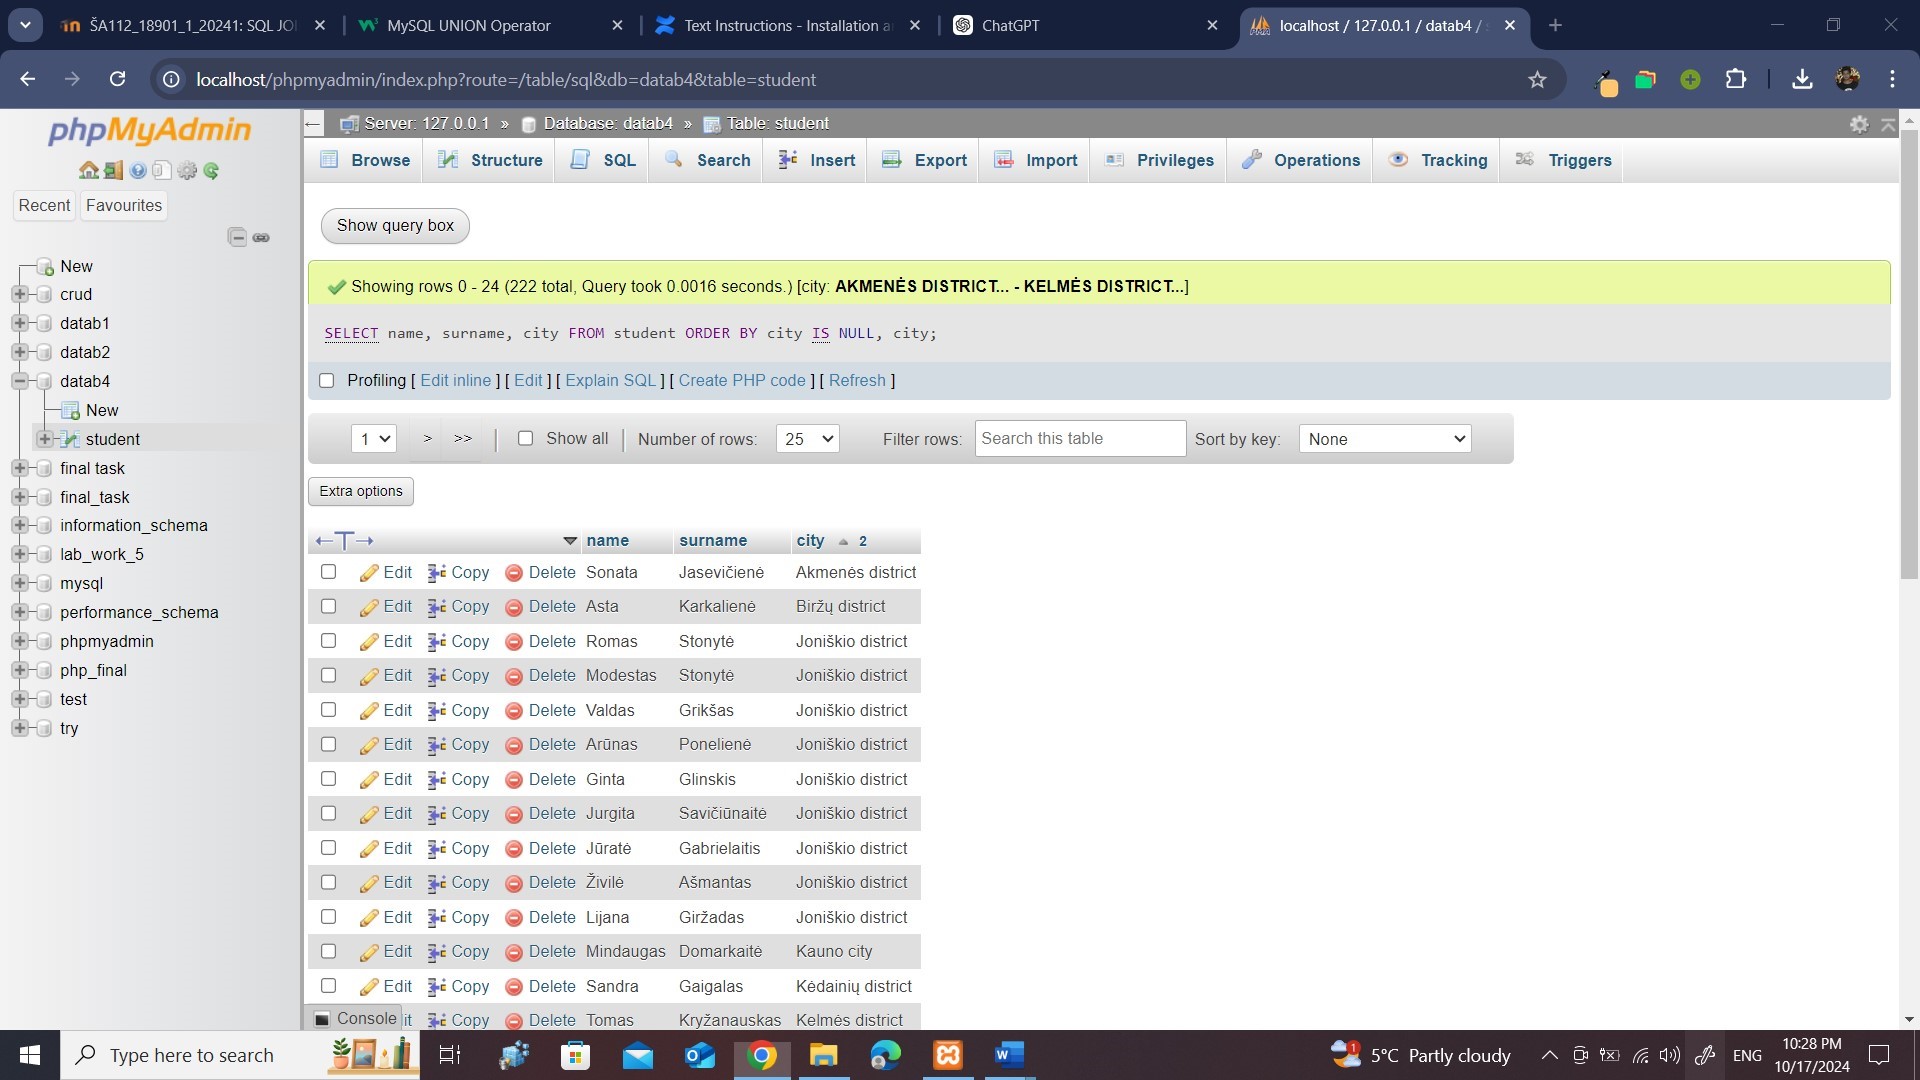 ŠA112_18901_1_20241: SQL JOI
MySQL UNION Operator
Text Instructions - Installation a
ChatGPT
localhost / 127.0.0.1 / datab4 / s
localhost/phpmyadmin/index.php?route=/table/sql&db=datab4&table=student
phpMyAdmin
Recent
Favourites
New
crud
datab1
datab2
datab4
New
student
final task
final_task
information_schema
lab_work_5
mysql
performance_schema
phpmyadmin
php_final
test
try
Server: 127.0.0.1 » Database: datab4 » Table: student
Browse Structure SQL Search Insert Export Import Privileges Operations Tracking Triggers
Show query box
Showing rows 0 - 24 (222 total, Query took 0.0016 seconds.) [city: AKMENĖS DISTRICT... - KELMĖS DISTRICT...]
SELECT name, surname, city FROM student ORDER BY city IS NULL, city;
Profiling [ Edit inline ] [ Edit ] [ Explain SQL ] [ Create PHP code ] [ Refresh ]
1 > >> Show all Number of rows: 25 Filter rows: Search this table Sort by key: None
Extra options
name surname city 2
Edit Copy Delete Sonata Jasevičienė Akmenės district
Edit Copy Delete Asta Karkalienė Biržų district
Edit Copy Delete Romas Stonytė Joniškio district
Edit Copy Delete Modestas Stonytė Joniškio district
Edit Copy Delete Valdas Grikšas Joniškio district
Edit Copy Delete Arūnas Ponelienė Joniškio district
Edit Copy Delete Ginta Glinskis Joniškio district
Edit Copy Delete Jurgita Savičiūnaitė Joniškio district
Edit Copy Delete Jūratė Gabrielaitis Joniškio district
Edit Copy Delete Živilė Ašmantas Joniškio district
Edit Copy Delete Lijana Giržadas Joniškio district
Edit Copy Delete Mindaugas Domarkaitė Kauno city
Edit Copy Delete Sandra Gaigalas Kėdainių district
Console it Copy Delete Tomas Kryžanauskas Kelmės district
Type here to search
1
5°C Partly cloudy
ENG
10:28 PM
10/17/2024